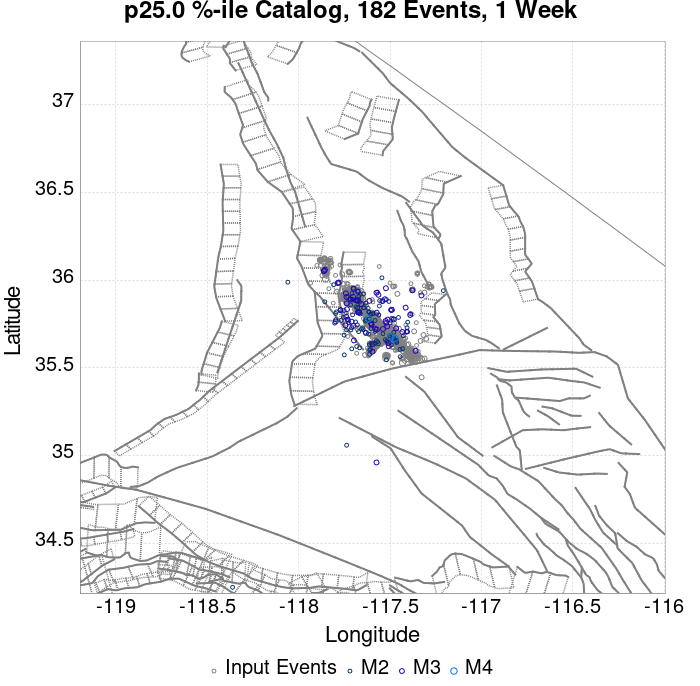 p25.0 %-ile Catalog, 182 Events, 1 Week
37
36.5
36
35.5
35
34.5
Latitude
-119 -118.5 -118 -117.5 -117 -116.5 -116
Longitude
Input Events M2 M3 M4